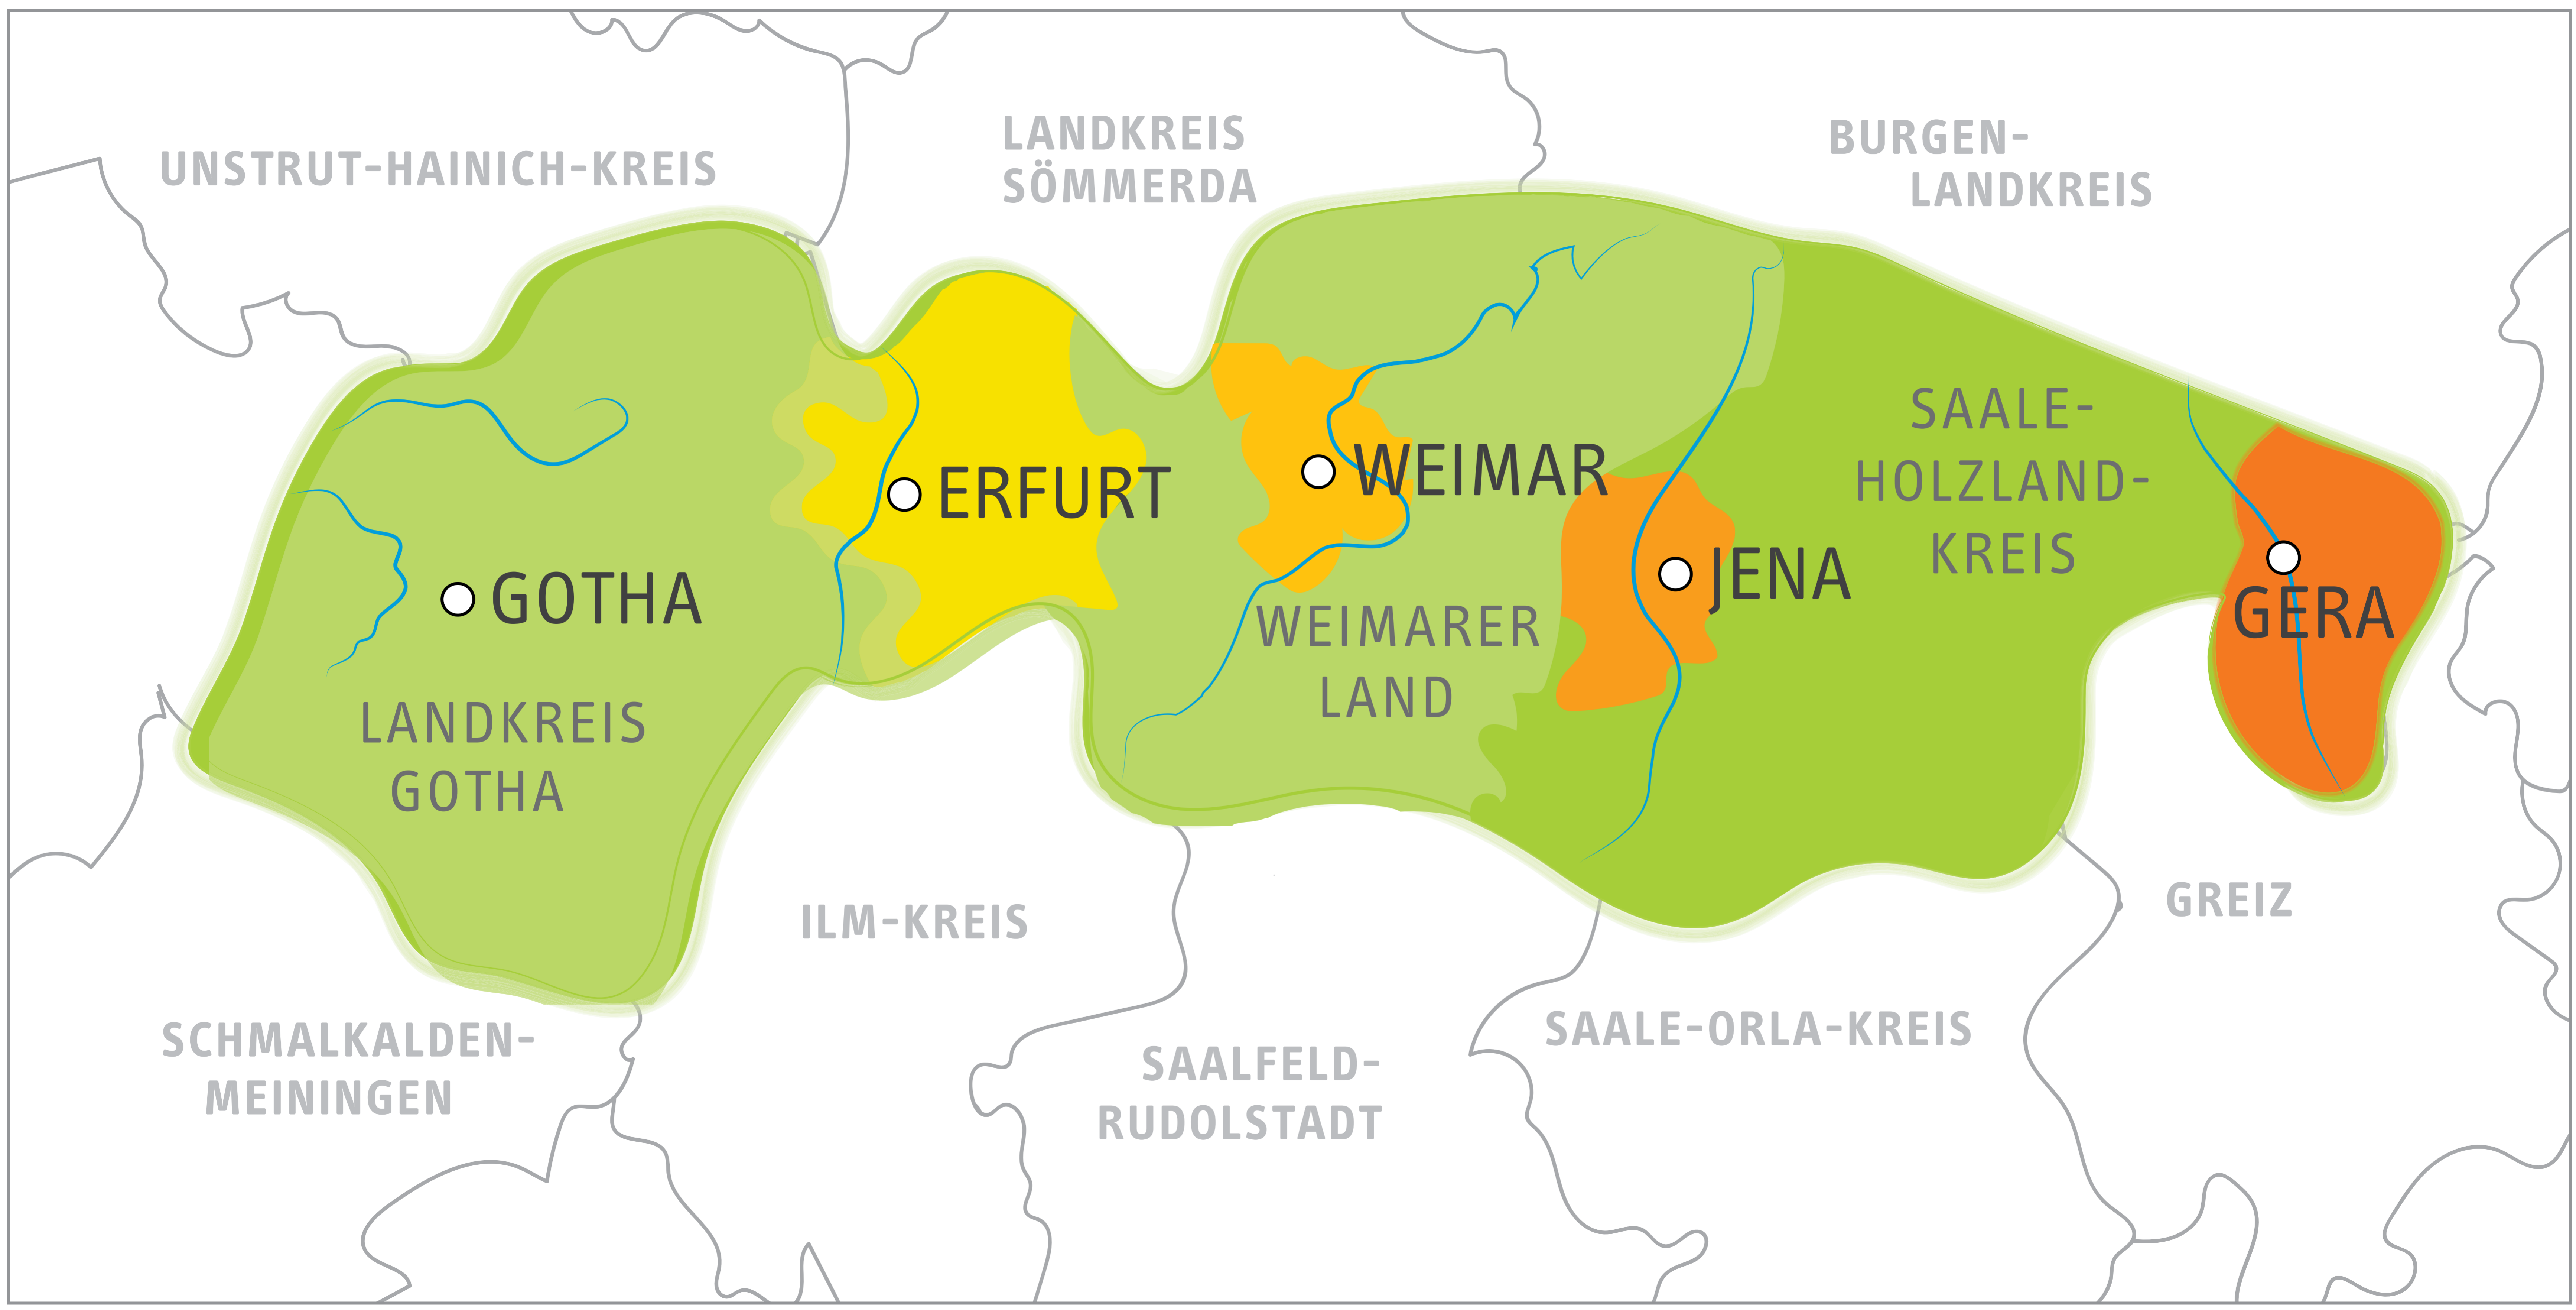 UNSTRUT-HAINICH-KREIS
LANDKREIS
SÖMMERDA
BURGEN-
LANDKREIS
ERFURT
WEIMAR
GOTHA
JENA
GERA
SAALE-
HOLZLAND-
KREIS
WEIMARER
LAND
LANDKREIS
GOTHA
ILM-KREIS
GREIZ
SCHMALKALDEN-
MEININGEN
SAALFELD-
RUDOLSTADT
SAALE-ORLA-KREIS